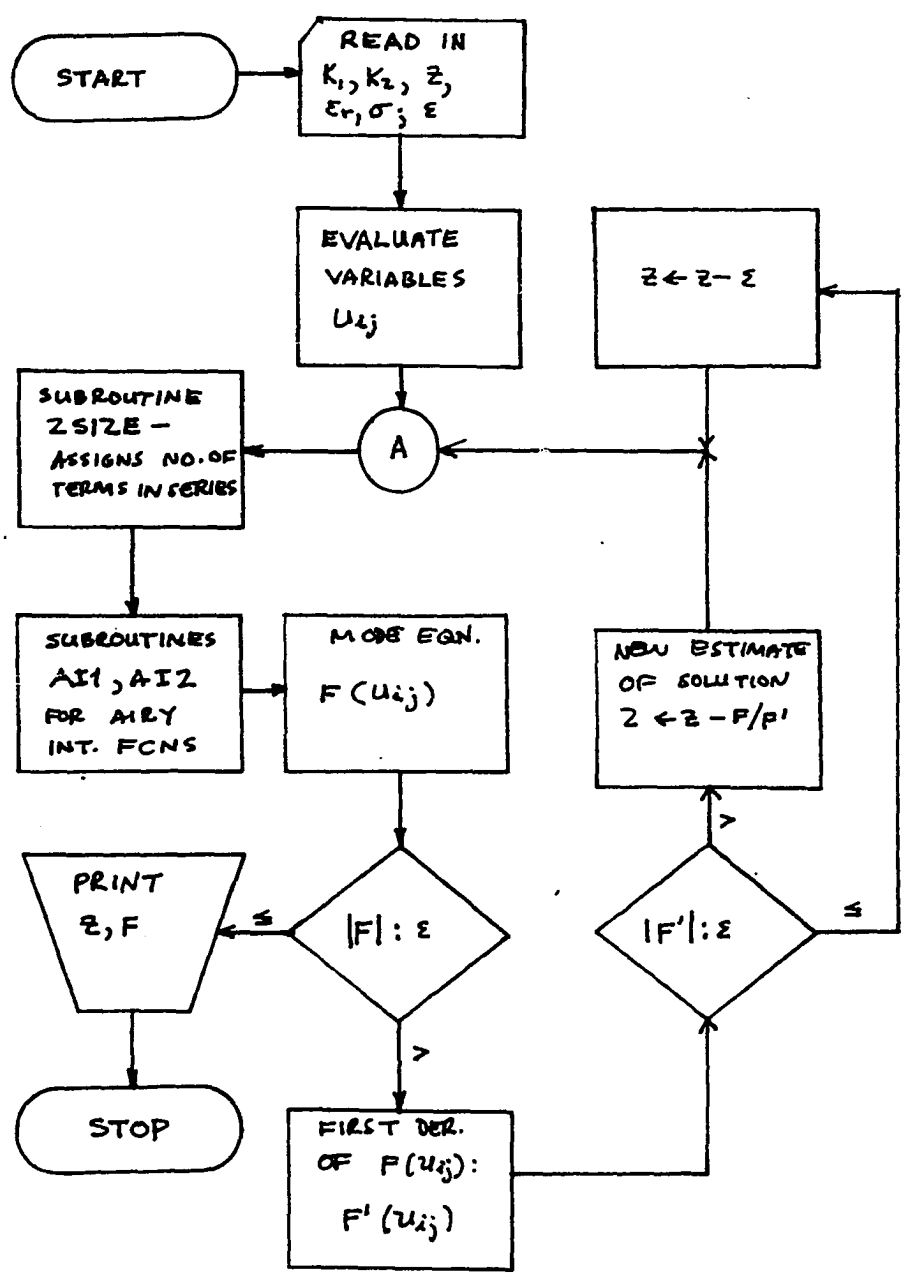 START
READ IN
K₁, K₂, Z,
εr, σ; ε
EVALUATE
VARIABLES
Uij
Z ← Z - ε
SUBROUTINE
ZSIZE -
ASSIGNS NO. OF
TERMS IN SERIES
A
SUBROUTINES
AI1, AI2
FOR AIRY
INT. FCNS
MODE EQN.
F (Uij)
NEW ESTIMATE
OF SOLUTION
Z ← Z - F/F'
>
PRINT
Z, F
≤
|F| : ε
|F'| : ε
≤
>
STOP
FIRST DER.
OF F(Uij):
F' (Uij)